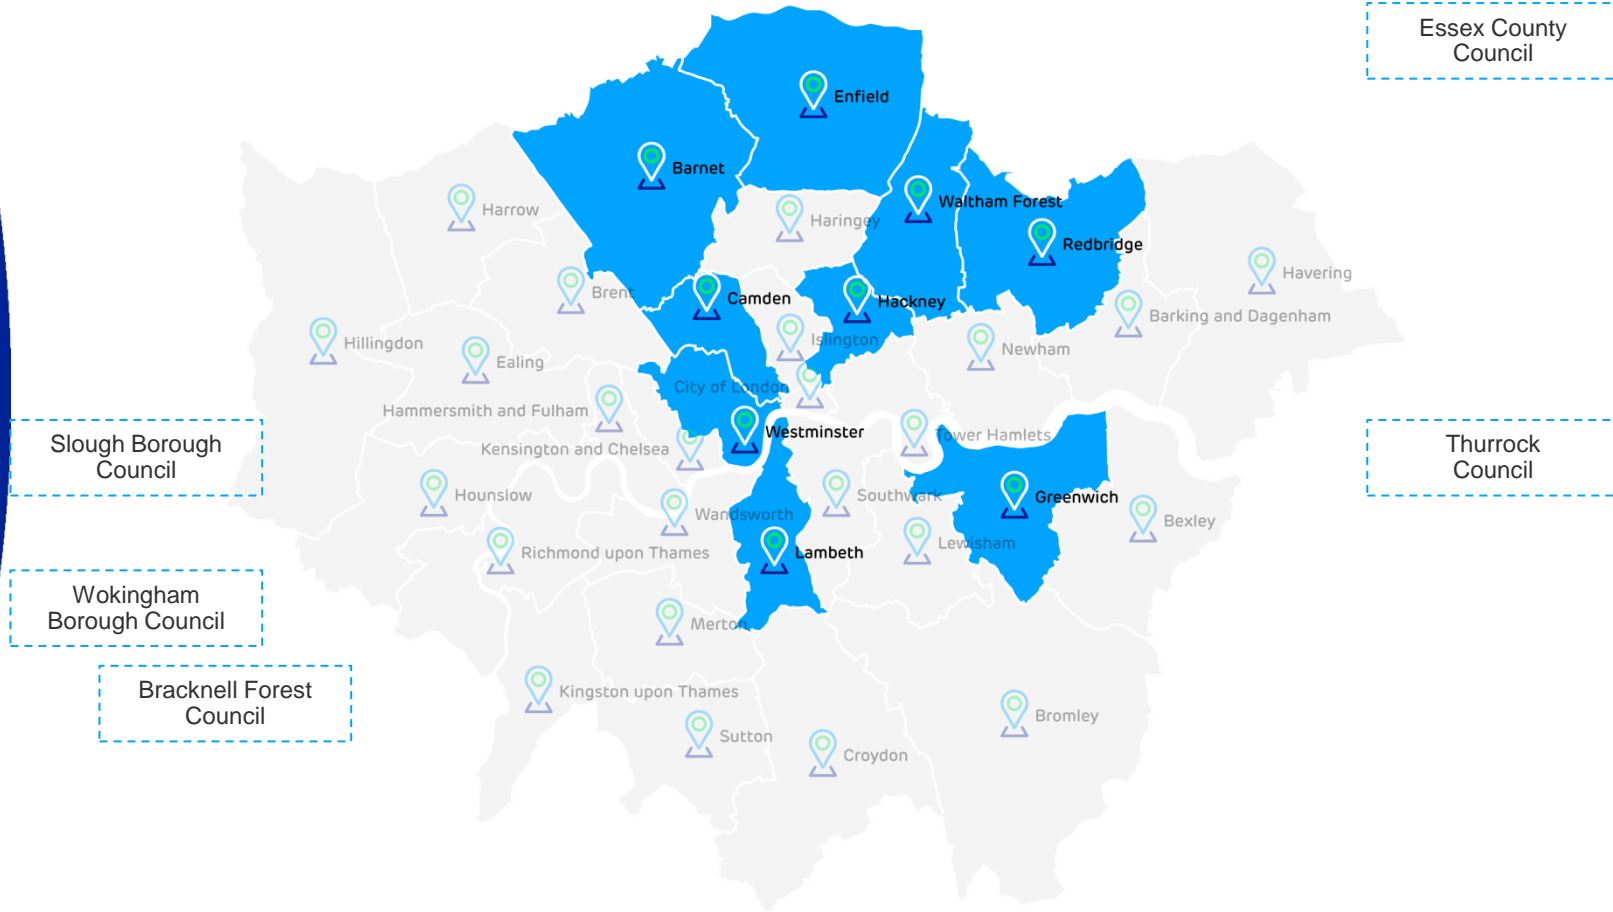 Essex County
Council
Enfield
Barnet
Waltham Forest
Harrow
Haringey
Redbridge
Havering
Brent
Camden
Hackney
Barking and Dagenham
Hillingdon
Islington
Newham
Ealing
City of London
Hammersmith and Fulham
Westminster
Tower Hamlets
Kensington and Chelsea
Slough Borough
Council
Thurrock
Council
Hounslow
Southwark
Greenwich
Wandsworth
Bexley
Lewisham
Richmond upon Thames
Lambeth
Wokingham
Borough Council
Merton
Bracknell Forest
Council
Kingston upon Thames
Bromley
Sutton
Croydon